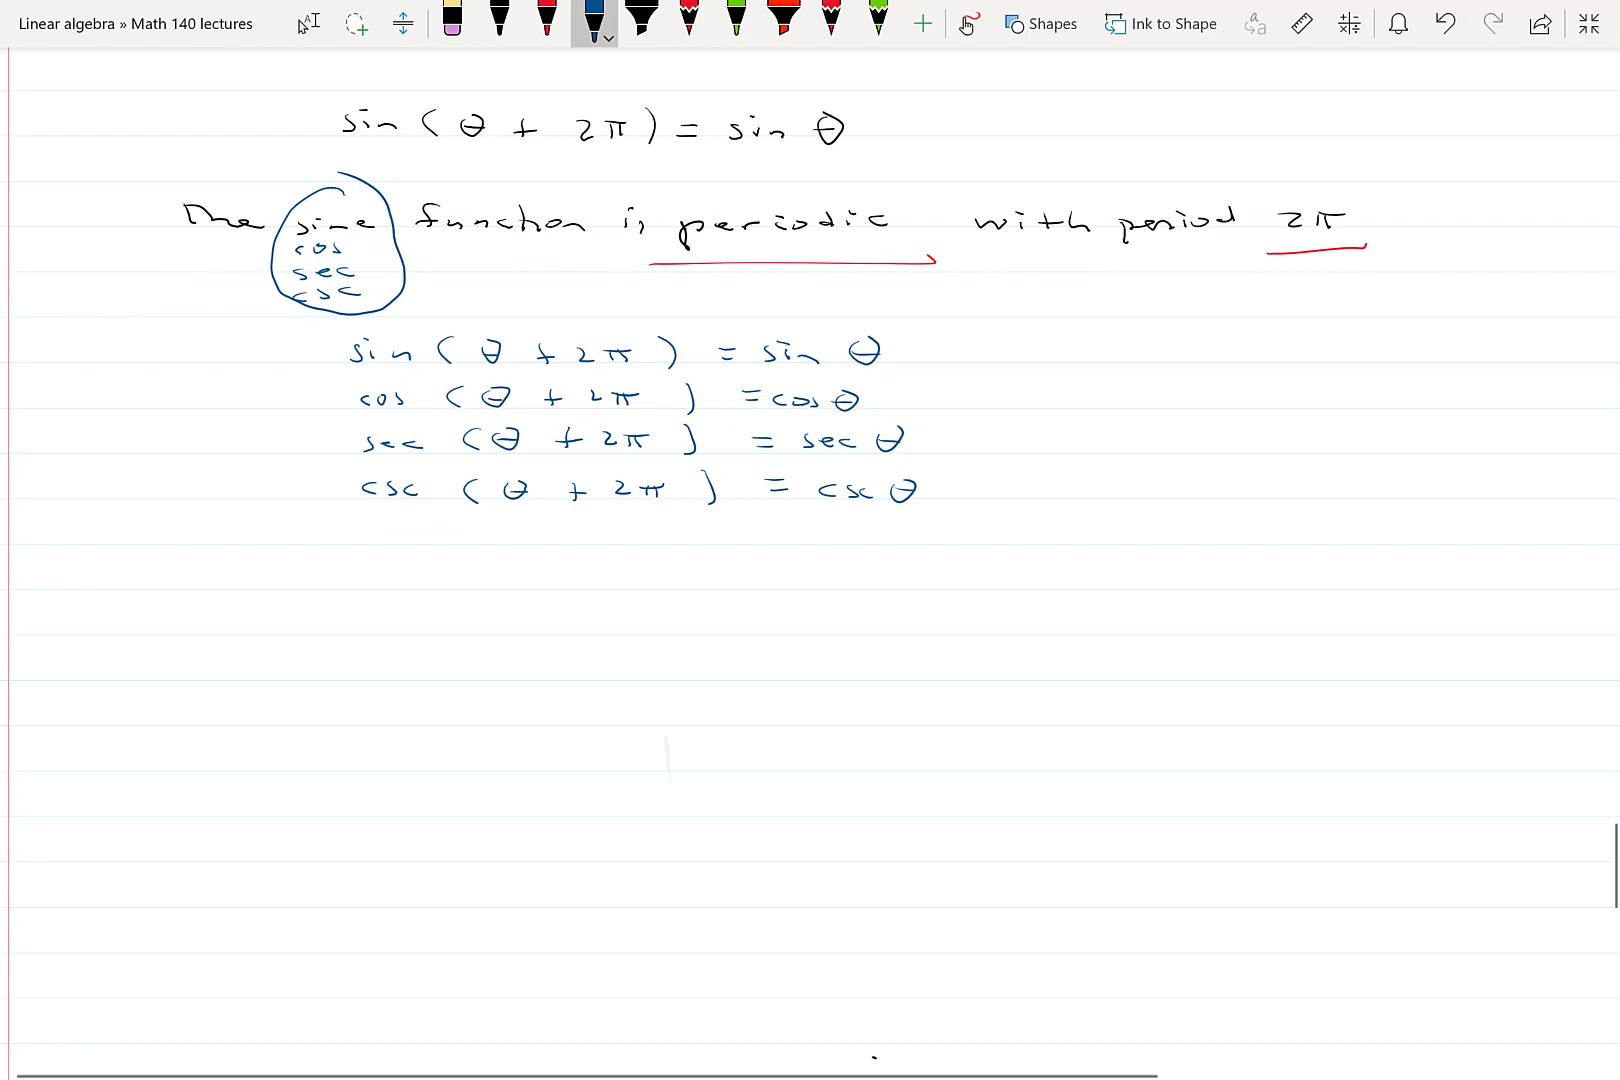 Linear algebra » Math 140 lectures
Shapes
Ink to Shape
sin(θ + 2π) = sin θ
The sine function is periodic with period 2π
cos
sec
csc
sin (θ + 2π) = sin θ
cos (θ + 2π) = cos θ
sec (θ + 2π) = sec θ
csc (θ + 2π) = csc θ